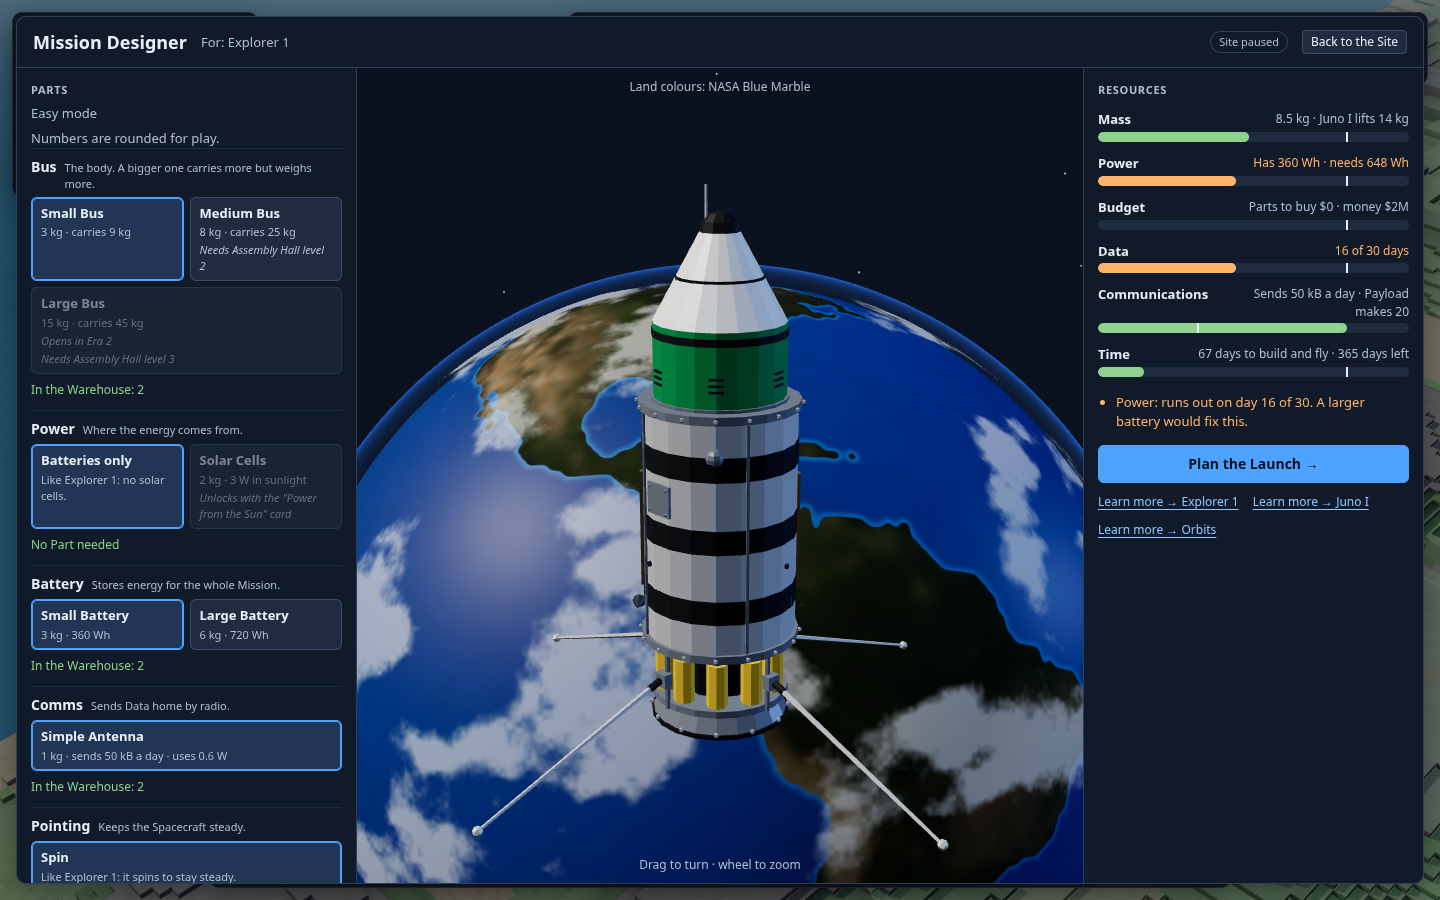 Mission Designer
For: Explorer 1
Site paused
Back to the Site
PARTS
Easy mode
Numbers are rounded for play.
Bus
The body. A bigger one carries more but weighs
more.
Small Bus
3 kg · carries 9 kg
Medium Bus
8 kg · carries 25 kg
Needs Assembly Hall level
2
Large Bus
15 kg · carries 45 kg
Opens in Era 2
Needs Assembly Hall level 3
In the Warehouse: 2
Power
Where the energy comes from.
Batteries only
Like Explorer 1: no solar
cells.
Solar Cells
2 kg · 3 W in sunlight
Unlocks with the "Power
from the Sun" card
No Part needed
Battery
Stores energy for the whole Mission.
Small Battery
3 kg · 360 Wh
Large Battery
6 kg · 720 Wh
In the Warehouse: 2
Comms
Sends Data home by radio.
Simple Antenna
1 kg · sends 50 kB a day · uses 0.6 W
In the Warehouse: 2
Pointing
Keeps the Spacecraft steady.
Spin
Like Explorer 1: it spins to stay steady.
Land colours: NASA Blue Marble
Drag to turn · wheel to zoom
RESOURCES
Mass
8.5 kg · Juno I lifts 14 kg
Power
Has 360 Wh · needs 648 Wh
Budget
Parts to buy $0 · money $2M
Data
16 of 30 days
Communications
Sends 50 kB a day · Payload
makes 20
Time
67 days to build and fly · 365 days left
Power: runs out on day 16 of 30. A larger
battery would fix this.
Plan the Launch →
Learn more → Explorer 1
Learn more → Juno I
Learn more → Orbits